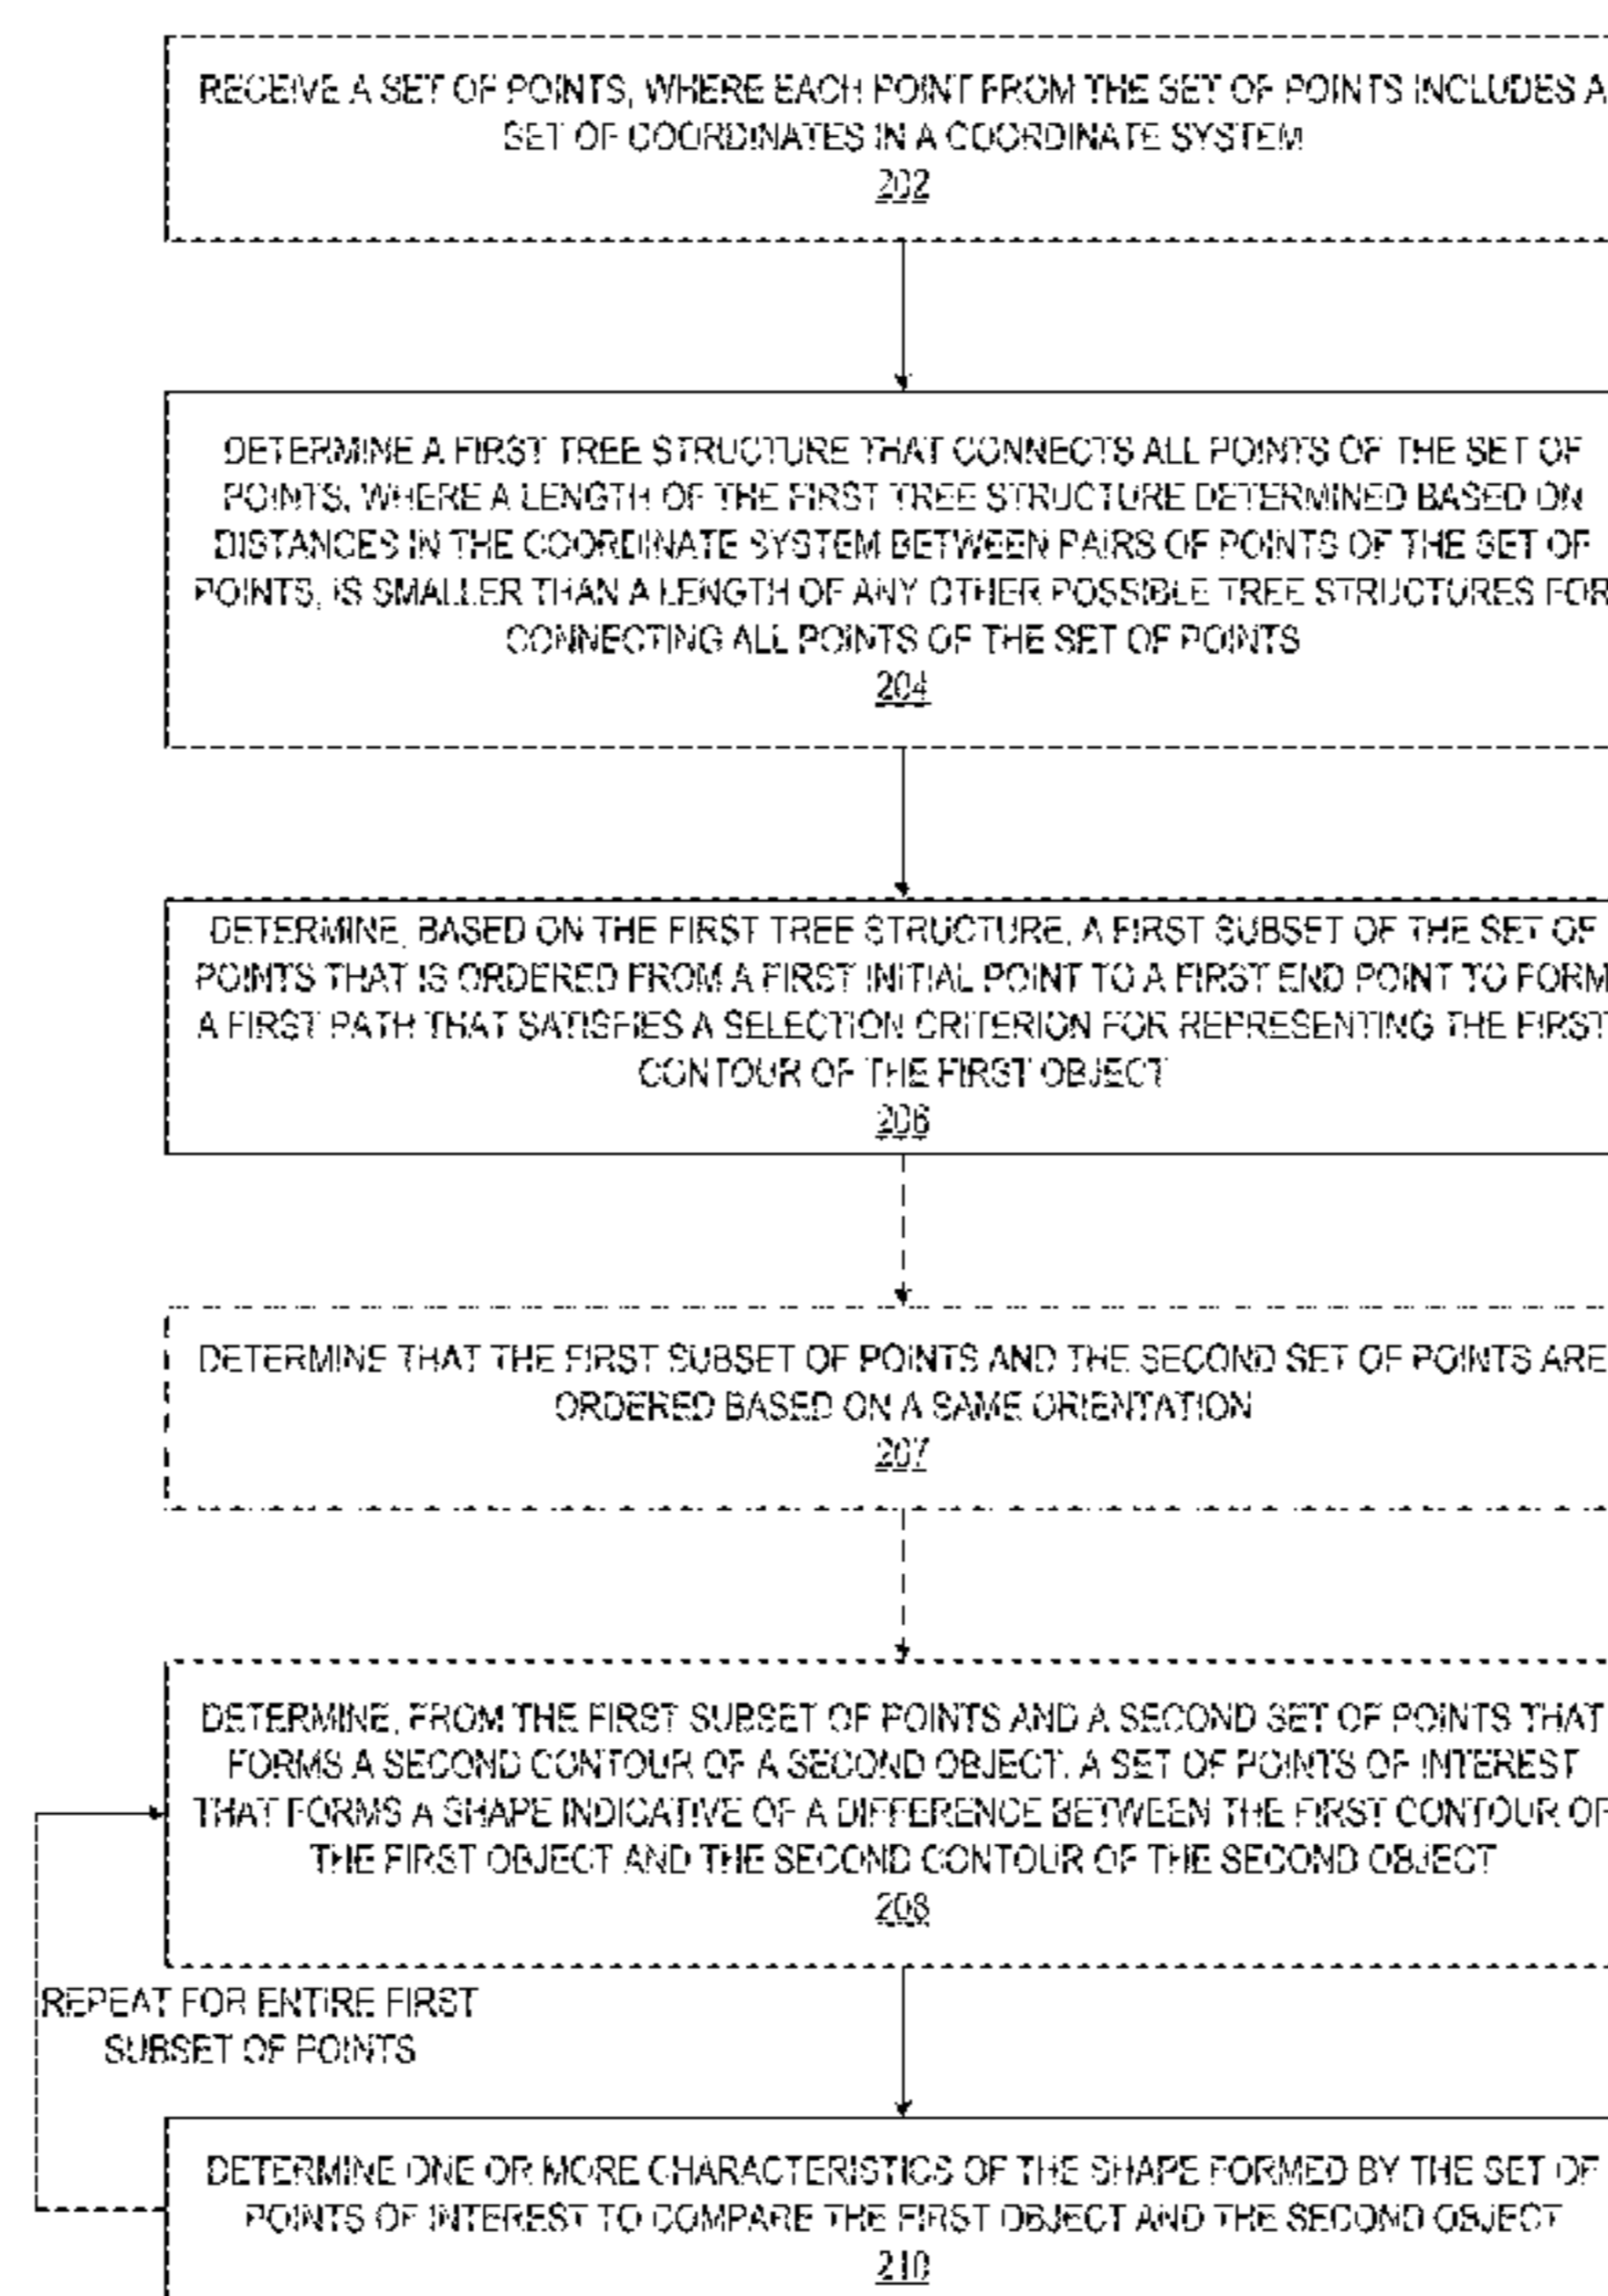 RECEIVE A SET OF POINTS, WHERE EACH POINT FROM THE SET OF POINTS INCLUDES A
SET OF COORDINATES IN A COORDINATE SYSTEM
202
DETERMINE A FIRST TREE STRUCTURE THAT CONNECTS ALL POINTS OF THE SET OF
POINTS, WHERE A LENGTH OF THE FIRST TREE STRUCTURE DETERMINED BASED ON
DISTANCES IN THE COORDINATE SYSTEM BETWEEN PAIRS OF POINTS OF THE SET OF
POINTS, IS SMALLER THAN A LENGTH OF ANY OTHER POSSIBLE TREE STRUCTURES FOR
CONNECTING ALL POINTS OF THE SET OF POINTS
204
DETERMINE, BASED ON THE FIRST TREE STRUCTURE, A FIRST SUBSET OF THE SET OF
POINTS THAT IS ORDERED FROM A FIRST INITIAL POINT TO A FIRST END POINT TO FORM
A FIRST PATH THAT SATISFIES A SELECTION CRITERION FOR REPRESENTING THE FIRST
CONTOUR OF THE FIRST OBJECT
206
DETERMINE THAT THE FIRST SUBSET OF POINTS AND THE SECOND SET OF POINTS ARE
ORDERED BASED ON A SAME ORIENTATION
207
DETERMINE, FROM THE FIRST SUBSET OF POINTS AND A SECOND SET OF POINTS THAT
FORMS A SECOND CONTOUR OF A SECOND OBJECT, A SET OF POINTS OF INTEREST
THAT FORMS A SHAPE INDICATIVE OF A DIFFERENCE BETWEEN THE FIRST CONTOUR OF
THE FIRST OBJECT AND THE SECOND CONTOUR OF THE SECOND OBJECT
208
REPEAT FOR ENTIRE FIRST
SUBSET OF POINTS
DETERMINE ONE OR MORE CHARACTERISTICS OF THE SHAPE FORMED BY THE SET OF
POINTS OF INTEREST TO COMPARE THE FIRST OBJECT AND THE SECOND OBJECT
210